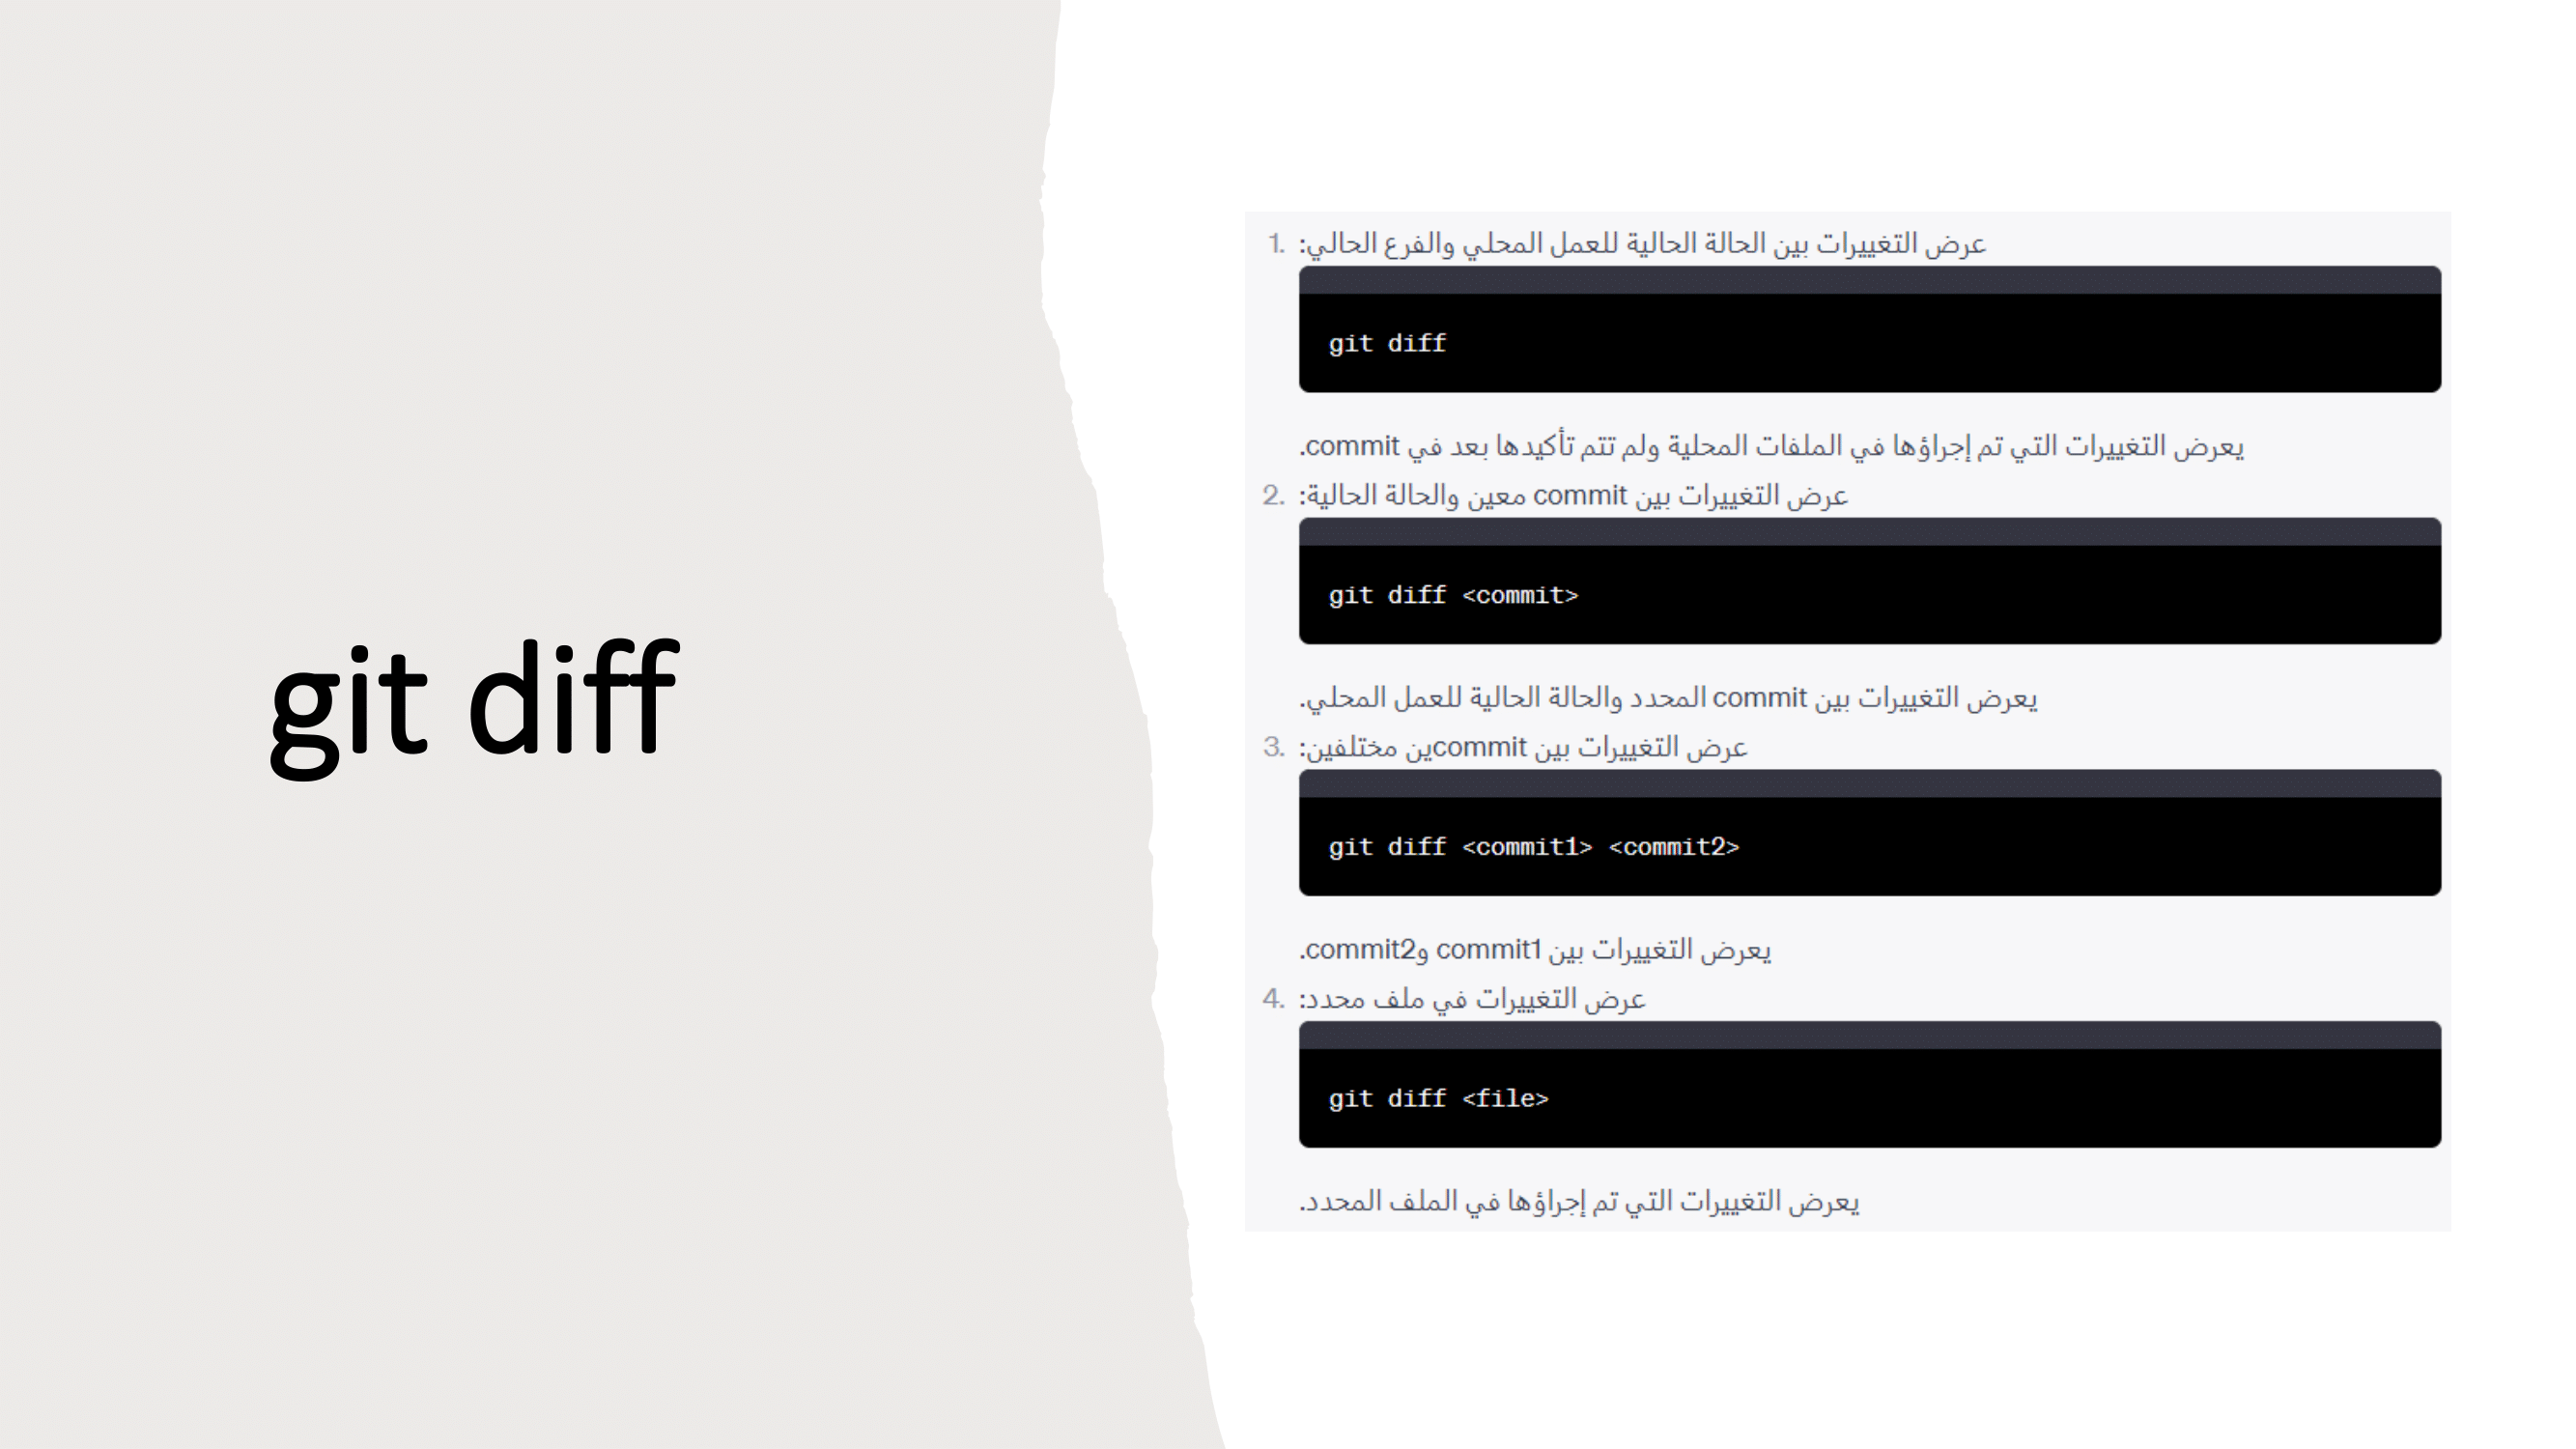 git diff
1. عرض التغييرات بين الحالة الحالية للعمل المحلي والفرع الحالي:
git diff
يعرض التغييرات التي تم إجراؤها في الملفات المحلية ولم تتم تأكيدها بعد في commit.
2. عرض التغييرات بين commit معين والحالة الحالية:
git diff <commit>
يعرض التغييرات بين commit المحدد والحالة الحالية للعمل المحلي.
3. عرض التغييرات بين commitين مختلفين:
git diff <commit1> <commit2>
يعرض التغييرات بين commit1 وcommit2.
4. عرض التغييرات في ملف محدد:
git diff <file>
يعرض التغييرات التي تم إجراؤها في الملف المحدد.